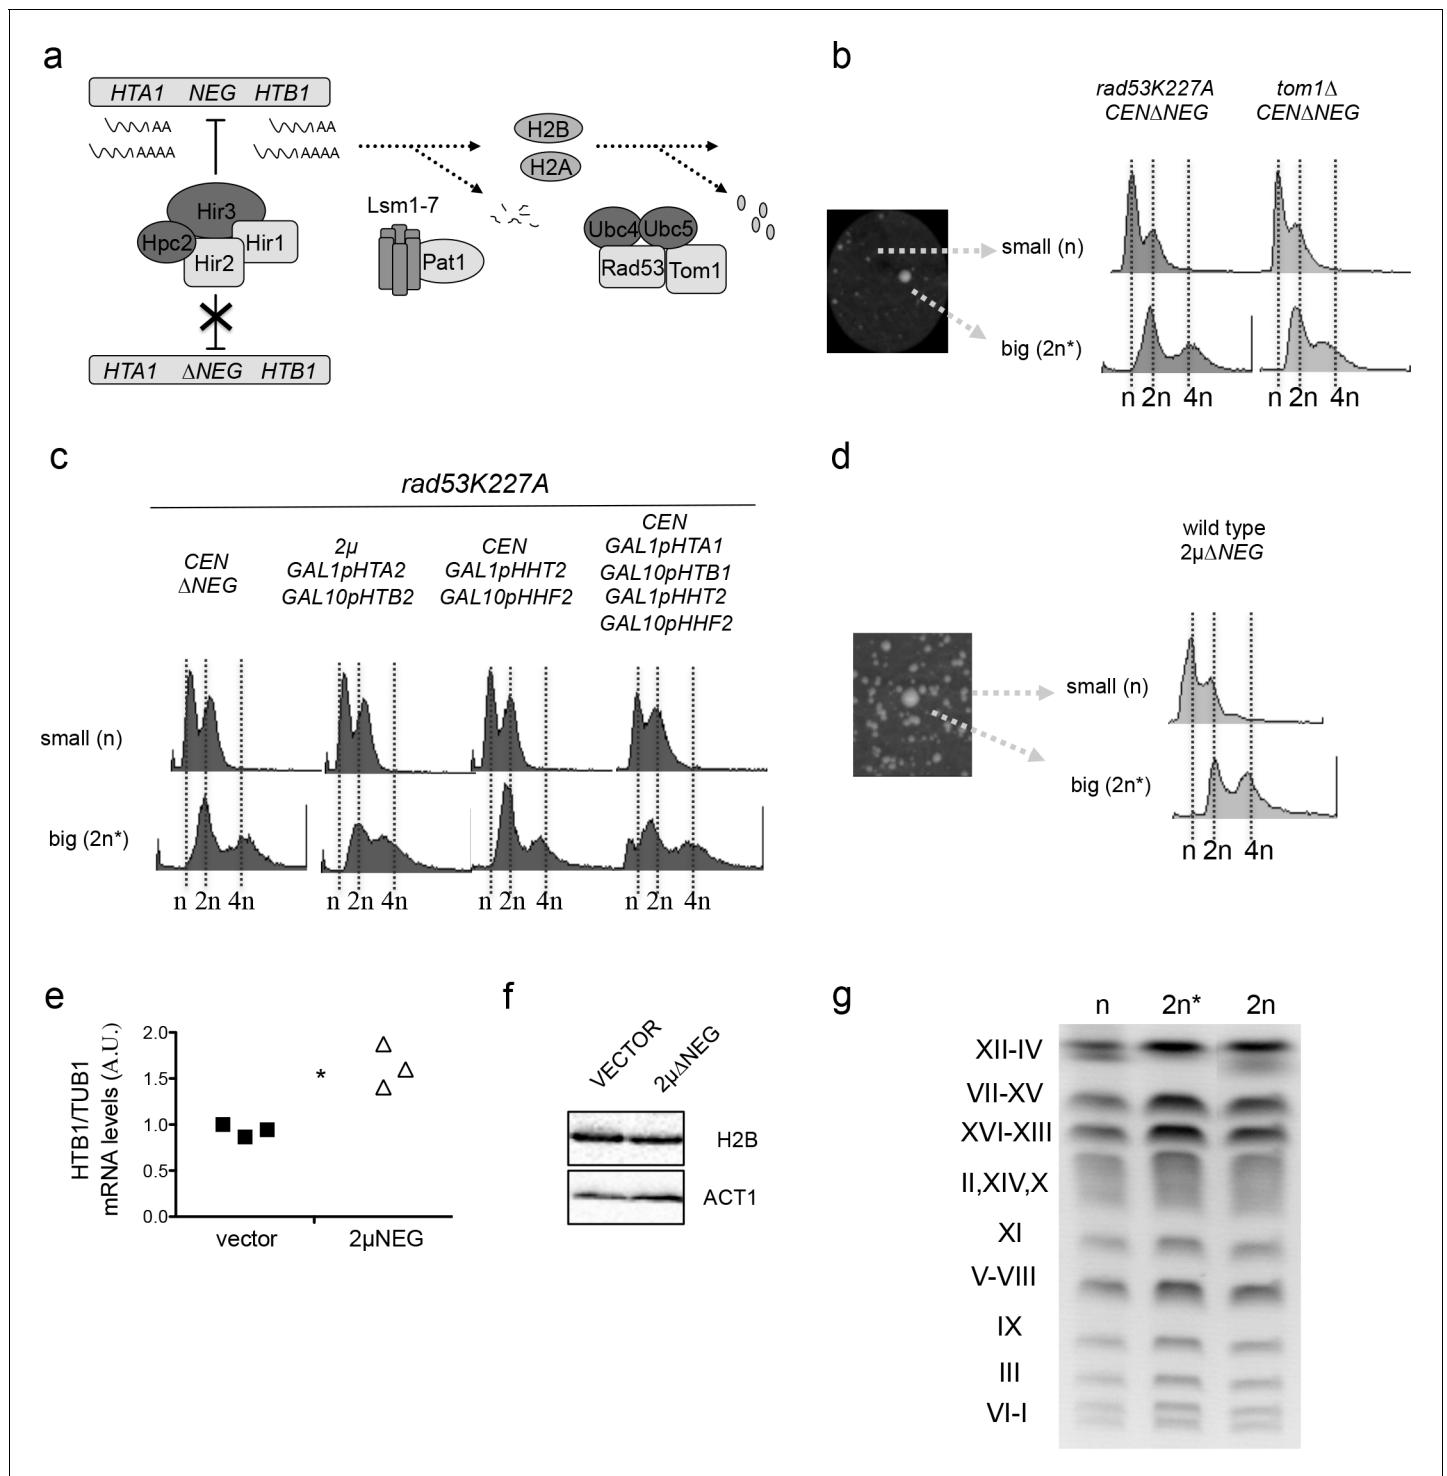 a
HTA1 NEG HTB1
AA AA
AAAA AAAA
H2B
H2A
Hir3
Hpc2
Hir1
Hir2
Lsm1-7
Pat1
Ubc4 Ubc5
Rad53 Tom1
HTA1 ΔNEG HTB1
b
rad53K227A tom1Δ
CENΔNEG CENΔNEG
small (n)
big (2n*)
n 2n 4n n 2n 4n
c
rad53K227A
CEN
ΔNEG
2μ
GAL1pHTA2
GAL10pHTB2
CEN
GAL1pHHT2
GAL10pHHF2
CEN
GAL1pHTA1
GAL10pHTB1
GAL1pHHT2
GAL10pHHF2
small (n)
big (2n*)
n 2n 4n n 2n 4n n 2n 4n n 2n 4n
d
wild type
2μΔNEG
small (n)
big (2n*)
n 2n 4n
e
HTB1/TUB1
mRNA levels (A.U.)
2.0
1.5
1.0
0.5
0.0
*
vector 2μNEG
f
VECTOR
2μΔNEG
H2B
ACT1
g
n 2n* 2n
XII-IV
VII-XV
XVI-XIII
II,XIV,X
XI
V-VIII
IX
III
VI-I